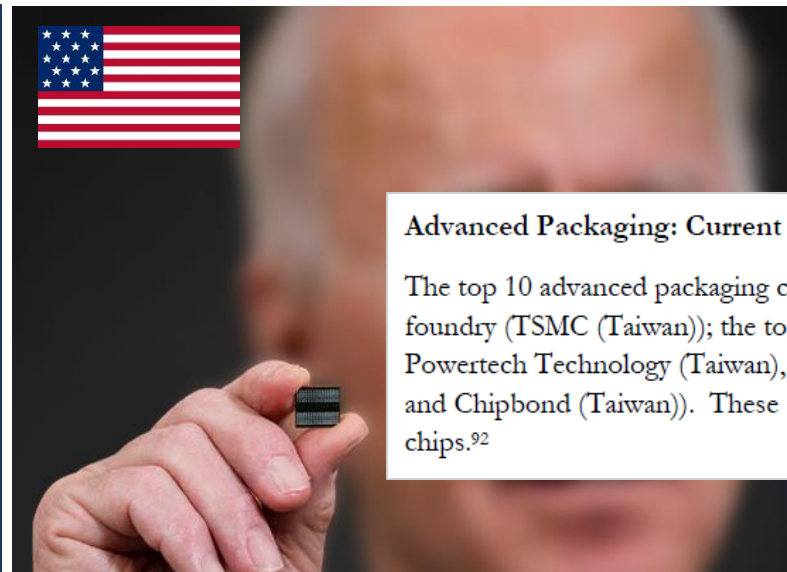 Advanced Packaging: Current
The top 10 advanced packaging c
foundry (TSMC (Taiwan)); the to
Powertech Technology (Taiwan),
and Chipbond (Taiwan)). These
chips.⁹²